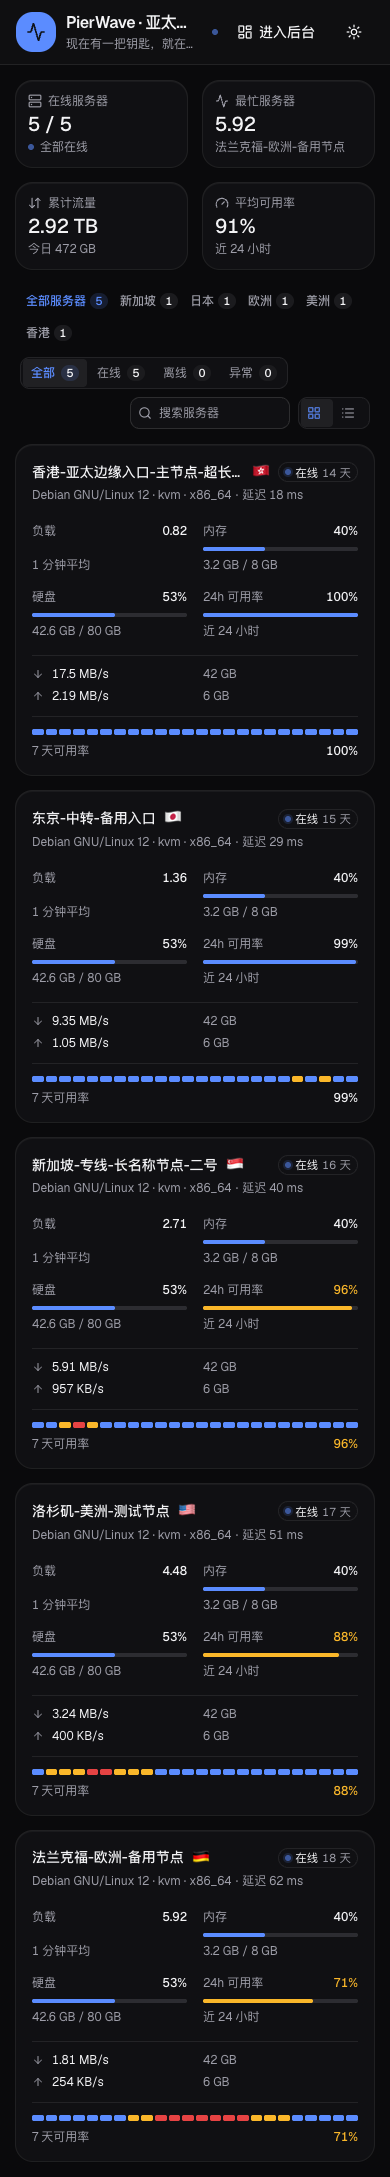 PierWave · 亚太...
现在有一把钥匙，就在...
进入后台
在线服务器
5 / 5
全部在线
最忙服务器
5.92
法兰克福-欧洲-备用节点
累计流量
2.92 TB
今日 472 GB
平均可用率
91%
近 24 小时
全部服务器 5 新加坡 1 日本 1 欧洲 1 美洲 1
香港 1
全部 5 在线 5 离线 0 异常 0
搜索服务器
香港-亚太边缘入口-主节点-超长... 🇭🇰 在线 14 天
Debian GNU/Linux 12 · kvm · x86_64 · 延迟 18 ms
负载 0.82 内存 40%
1 分钟平均 3.2 GB / 8 GB
硬盘 53% 24h 可用率 100%
42.6 GB / 80 GB 近 24 小时
↓ 17.5 MB/s 42 GB
↑ 2.19 MB/s 6 GB
7 天可用率 100%
东京-中转-备用入口 🇯🇵 在线 15 天
Debian GNU/Linux 12 · kvm · x86_64 · 延迟 29 ms
负载 1.36 内存 40%
1 分钟平均 3.2 GB / 8 GB
硬盘 53% 24h 可用率 99%
42.6 GB / 80 GB 近 24 小时
↓ 9.35 MB/s 42 GB
↑ 1.05 MB/s 6 GB
7 天可用率 99%
新加坡-专线-长名称节点-二号 🇸🇬 在线 16 天
Debian GNU/Linux 12 · kvm · x86_64 · 延迟 40 ms
负载 2.71 内存 40%
1 分钟平均 3.2 GB / 8 GB
硬盘 53% 24h 可用率 96%
42.6 GB / 80 GB 近 24 小时
↓ 5.91 MB/s 42 GB
↑ 957 KB/s 6 GB
7 天可用率 96%
洛杉矶-美洲-测试节点 🇺🇸 在线 17 天
Debian GNU/Linux 12 · kvm · x86_64 · 延迟 51 ms
负载 4.48 内存 40%
1 分钟平均 3.2 GB / 8 GB
硬盘 53% 24h 可用率 88%
42.6 GB / 80 GB 近 24 小时
↓ 3.24 MB/s 42 GB
↑ 400 KB/s 6 GB
7 天可用率 88%
法兰克福-欧洲-备用节点 🇩🇪 在线 18 天
Debian GNU/Linux 12 · kvm · x86_64 · 延迟 62 ms
负载 5.92 内存 40%
1 分钟平均 3.2 GB / 8 GB
硬盘 53% 24h 可用率 71%
42.6 GB / 80 GB 近 24 小时
↓ 1.81 MB/s 42 GB
↑ 254 KB/s 6 GB
7 天可用率 71%